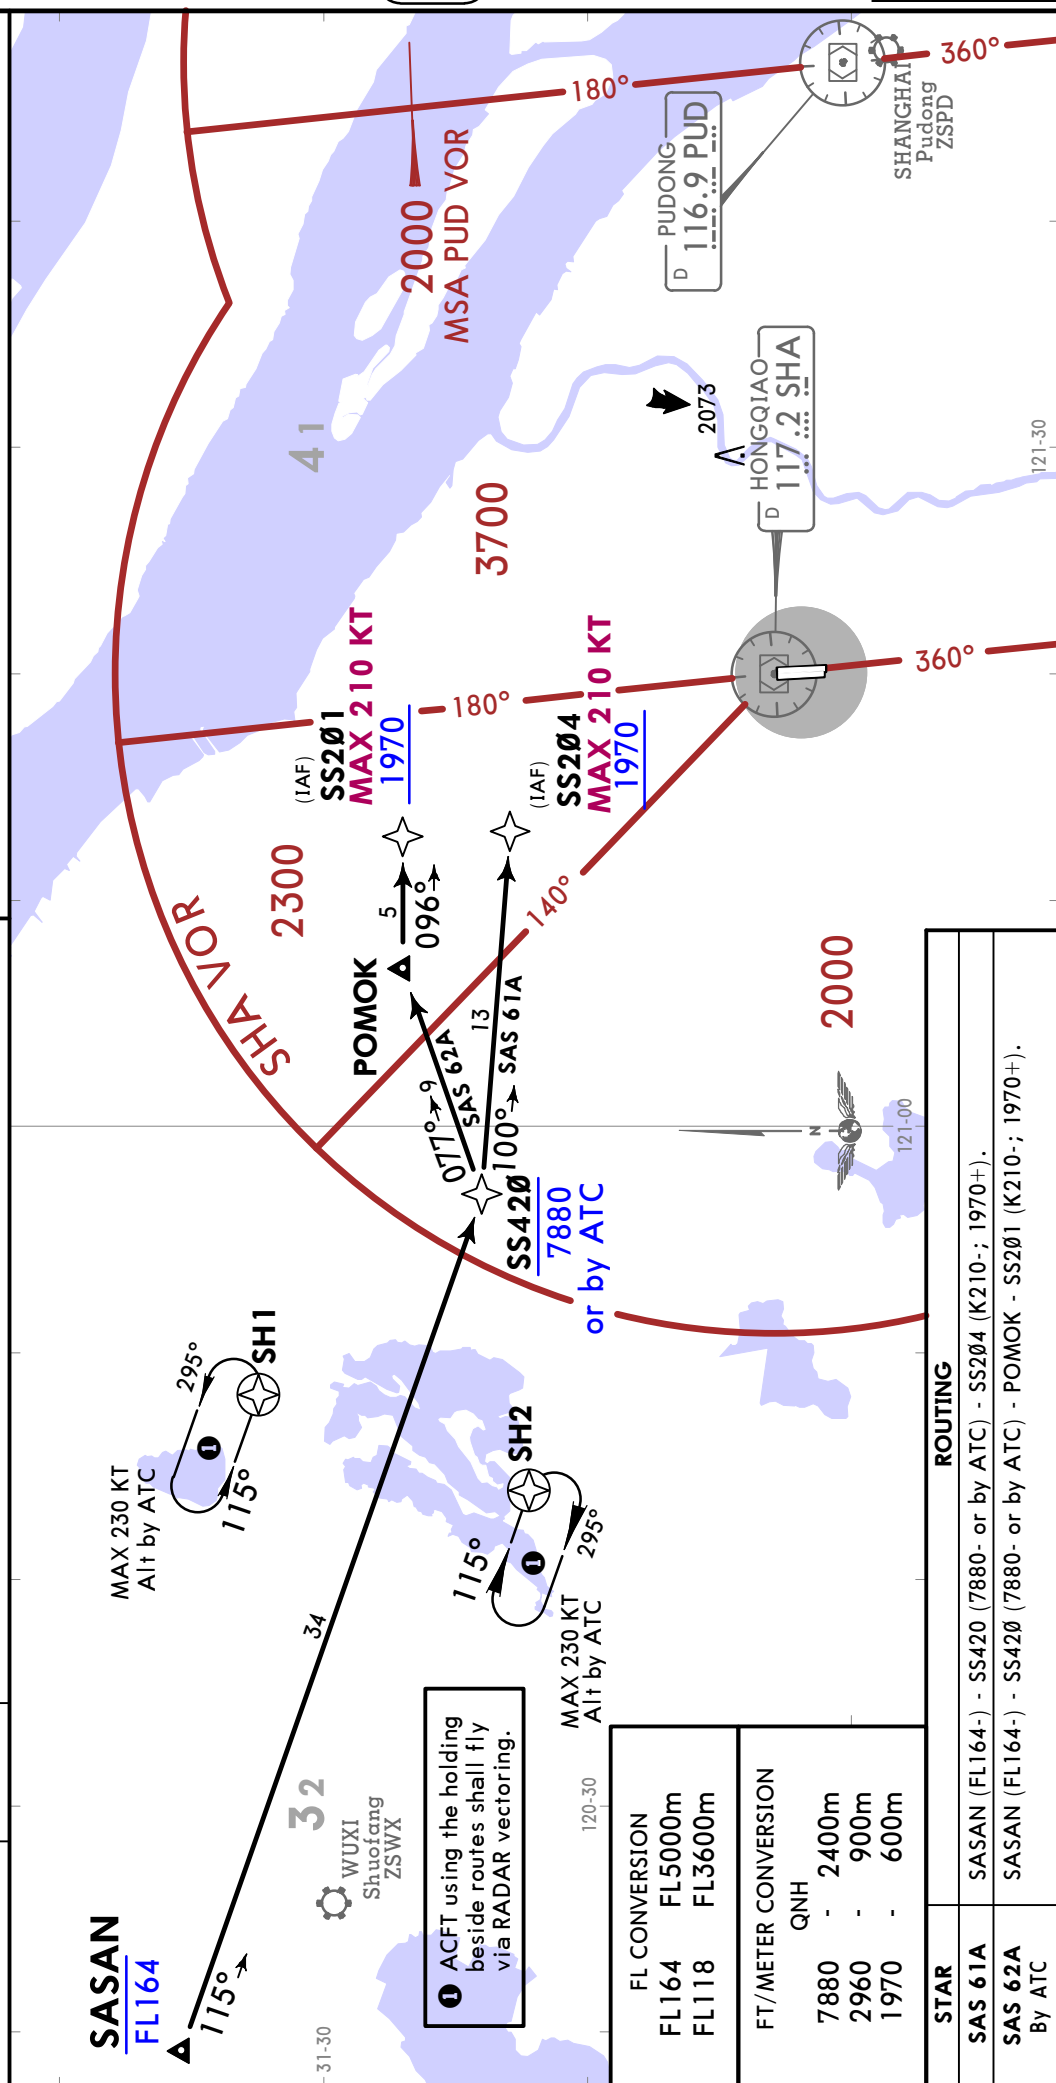 SASAN
FL164
115°
34
WUXI
Shuofang
ZSWX
32
31-30
❶ ACFT using the holding
beside routes shall fly
via RADAR vectoring.
MAX 230 KT
Alt by ATC
295°
115°
❶
SH1
MAX 230 KT
Alt by ATC
115°
295°
❶
SH2
SS42Ø
7880
or by ATC
077°
9
SAS 62A
100°
SAS 61A
13
POMOK
5
096°
(IAF)
SS2Ø1
MAX 210 KT
1970
(IAF)
SS2Ø4
MAX 210 KT
1970
SHA VOR
2300
3700
2000
140°
180°
360°
41
2000
MSA PUD VOR
180°
360°
D PUDONG
116.9 PUD
SHANGHAI
Pudong
ZSPD
D HONGQIAO
117.2 SHA
2073
121-30
121-00
120-30
N
FL CONVERSION
FL164 FL5000m
FL118 FL3600m
FT/METER CONVERSION
QNH
7880 - 2400m
2960 - 900m
1970 - 600m
STAR ROUTING
SAS 61A SASAN (FL164-) - SS420 (7880- or by ATC) - SS2Ø4 (K210-; 1970+).
SAS 62A SASAN (FL164-) - SS42Ø (7880- or by ATC) - POMOK - SS2Ø1 (K210-; 1970+).
By ATC